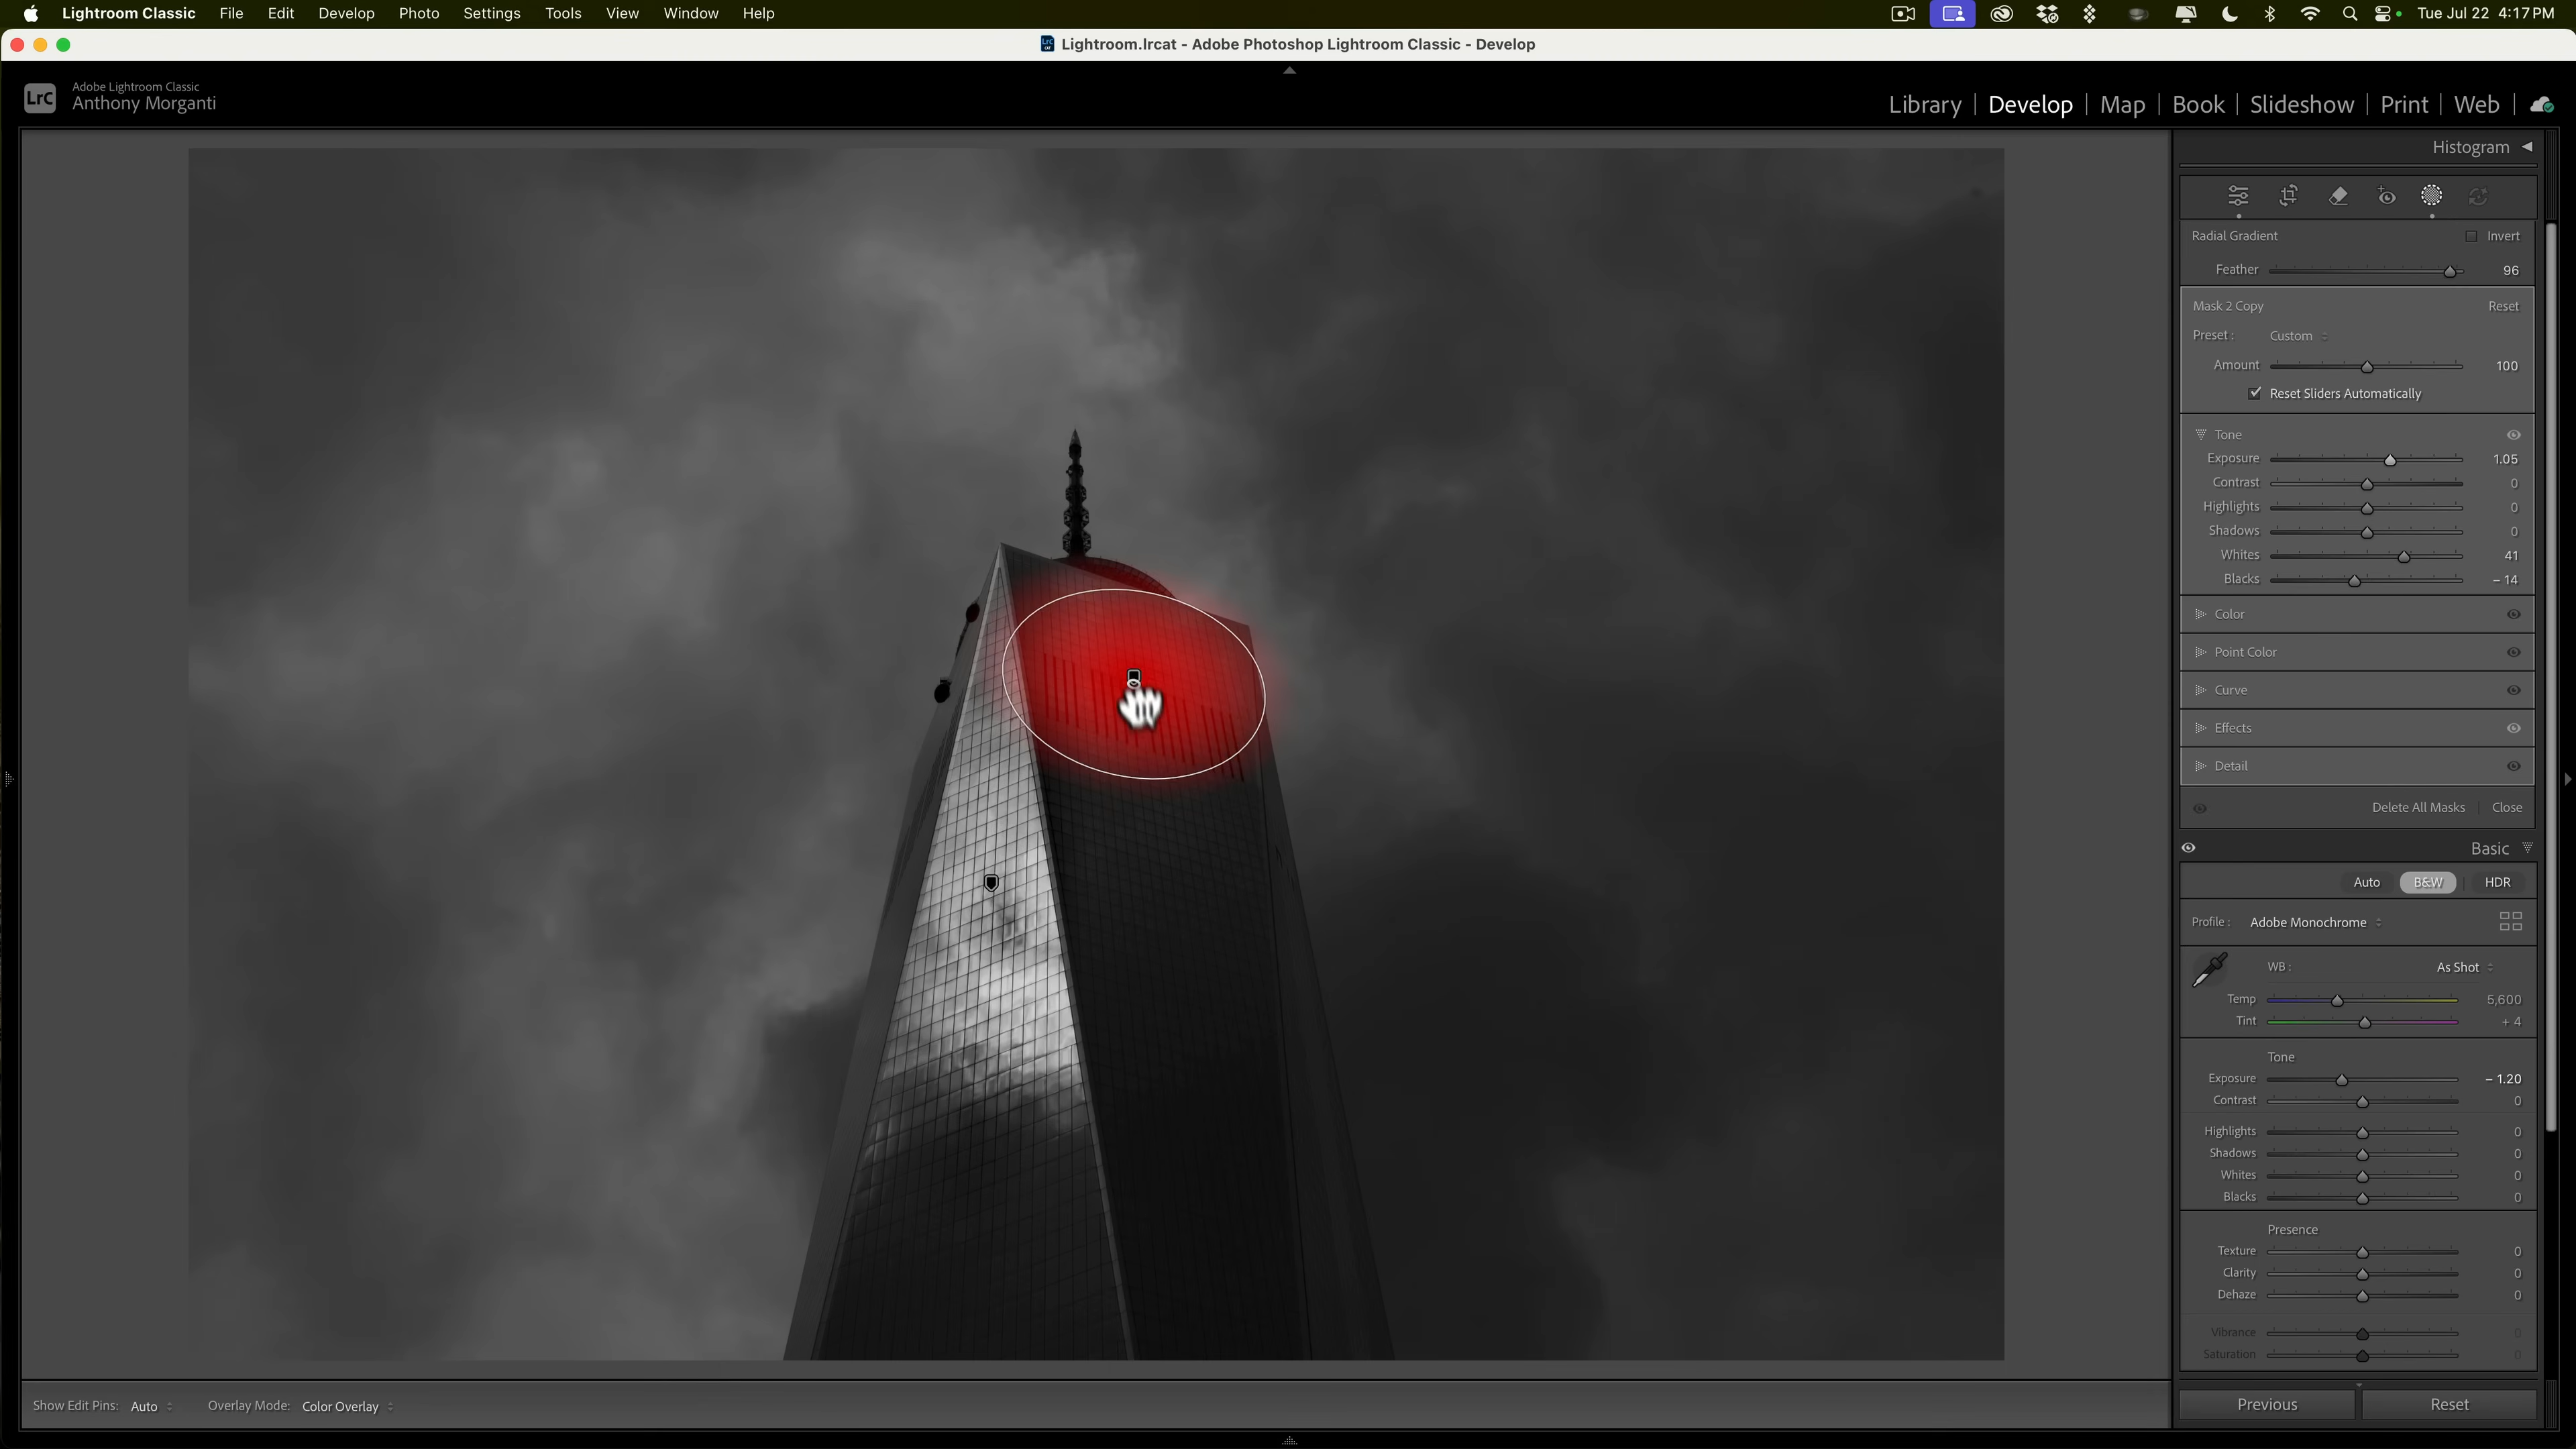 Lightroom Classic File Edit Develop Photo Settings Tools View Window Help Tue Jul 22 4:17 PM
Lightroom.lrcat - Adobe Photoshop Lightroom Classic - Develop
LrC
Adobe Lightroom Classic
Anthony Morganti
Library | Develop | Map | Book | Slideshow | Print | Web |
Histogram
Radial Gradient Invert
Feather 96
Mask 2 Copy Reset
Preset : Custom
Amount 100
Reset Sliders Automatically
Tone
Exposure 1.05
Contrast 0
Highlights 0
Shadows 0
Whites 41
Blacks – 14
Color
Point Color
Curve
Effects
Detail
Delete All Masks Close
Basic
Auto B&W HDR
Profile : Adobe Monochrome
WB : As Shot
Temp 5,600
Tint + 4
Tone
Exposure – 1.20
Contrast 0
Highlights 0
Shadows 0
Whites 0
Blacks 0
Presence
Texture 0
Clarity 0
Dehaze 0
Vibrance 0
Saturation 0
Show Edit Pins: Auto Overlay Mode: Color Overlay
Previous Reset